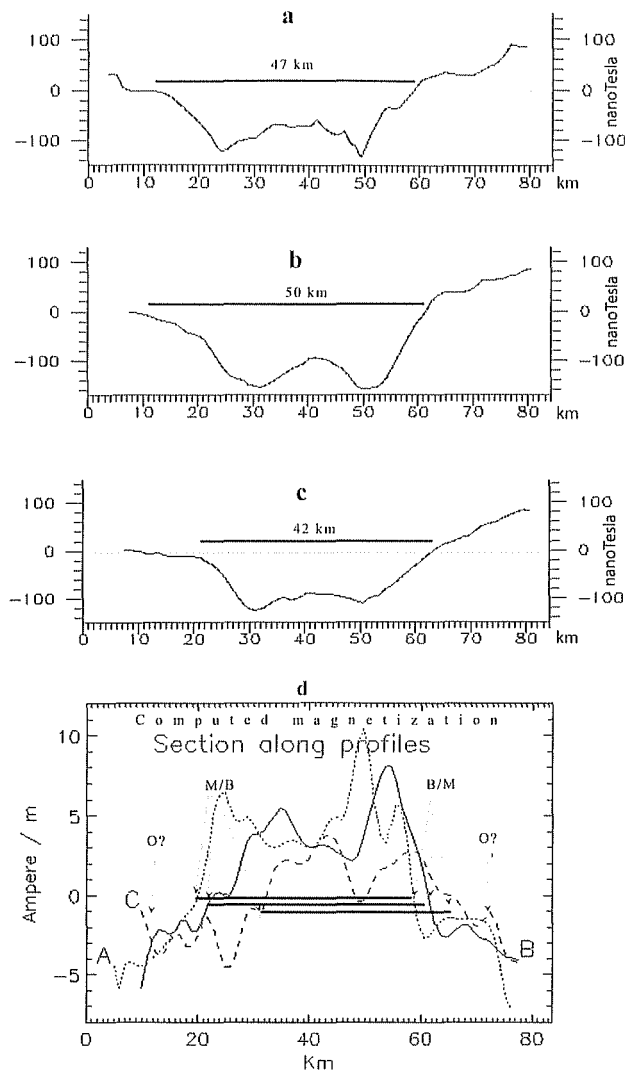 a
100
0
-100
47 km
100
0
-100
nanoTesla
0 10 20 30 40 50 60 70 80 km
b
100
0
-100
50 km
100
0
-100
nanoTesla
0 10 20 30 40 50 60 70 80 km
c
100
0
-100
42 km
100
0
-100
nanoTesla
0 10 20 30 40 50 60 70 80 km
d
Computed magnetization
Section along profiles
10
5
0
-5
Ampere / m
M/B
B/M
O?
O?
C
A
B
0 20 40 60 80
Km